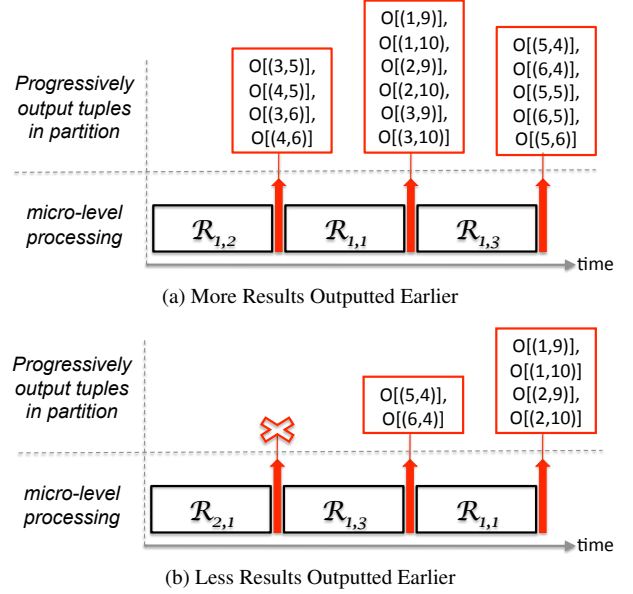 Progressively
output tuples
in partition
O[(3,5)],
O[(4,5)],
O[(3,6)],
O[(4,6)]
O[(1,9)],
O[(1,10),
O[(2,9)],
O[(2,10),
O[(3,9)],
O[(3,10)]
O[(5,4)],
O[(6,4)],
O[(5,5)],
O[(6,5)],
O[(5,6)]
micro-level
processing
R1,2
R1,1
R1,3
time
(a) More Results Outputted Earlier
Progressively
output tuples
in partition
O[(5,4)],
O[(6,4)]
O[(1,9)],
O[(1,10)]
O[(2,9)],
O[(2,10)]
micro-level
processing
R2,1
R1,3
R1,1
time
(b) Less Results Outputted Earlier